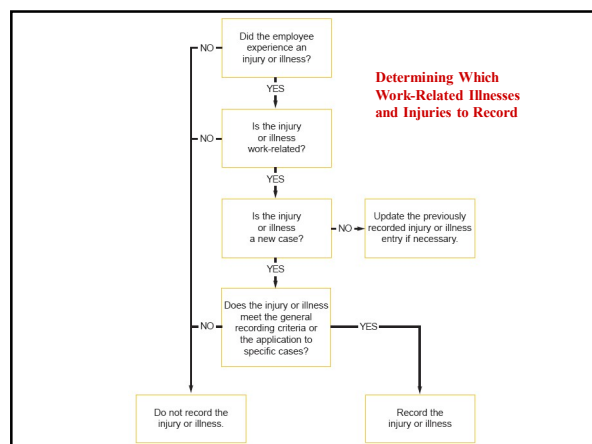 Did the employee
experience an
injury or illness?
NO
Determining Which
Work-Related Illnesses
and Injuries to Record
YES
Is the injury
or illness
work-related?
NO
YES
Is the injury
or illness
a new case?
NO
Update the previously
recorded injury or illness
entry if necessary.
YES
Does the injury or illness
meet the general
recording criteria or
the application to
specific cases?
NO
YES
Do not record the
injury or illness.
Record the
injury or illness